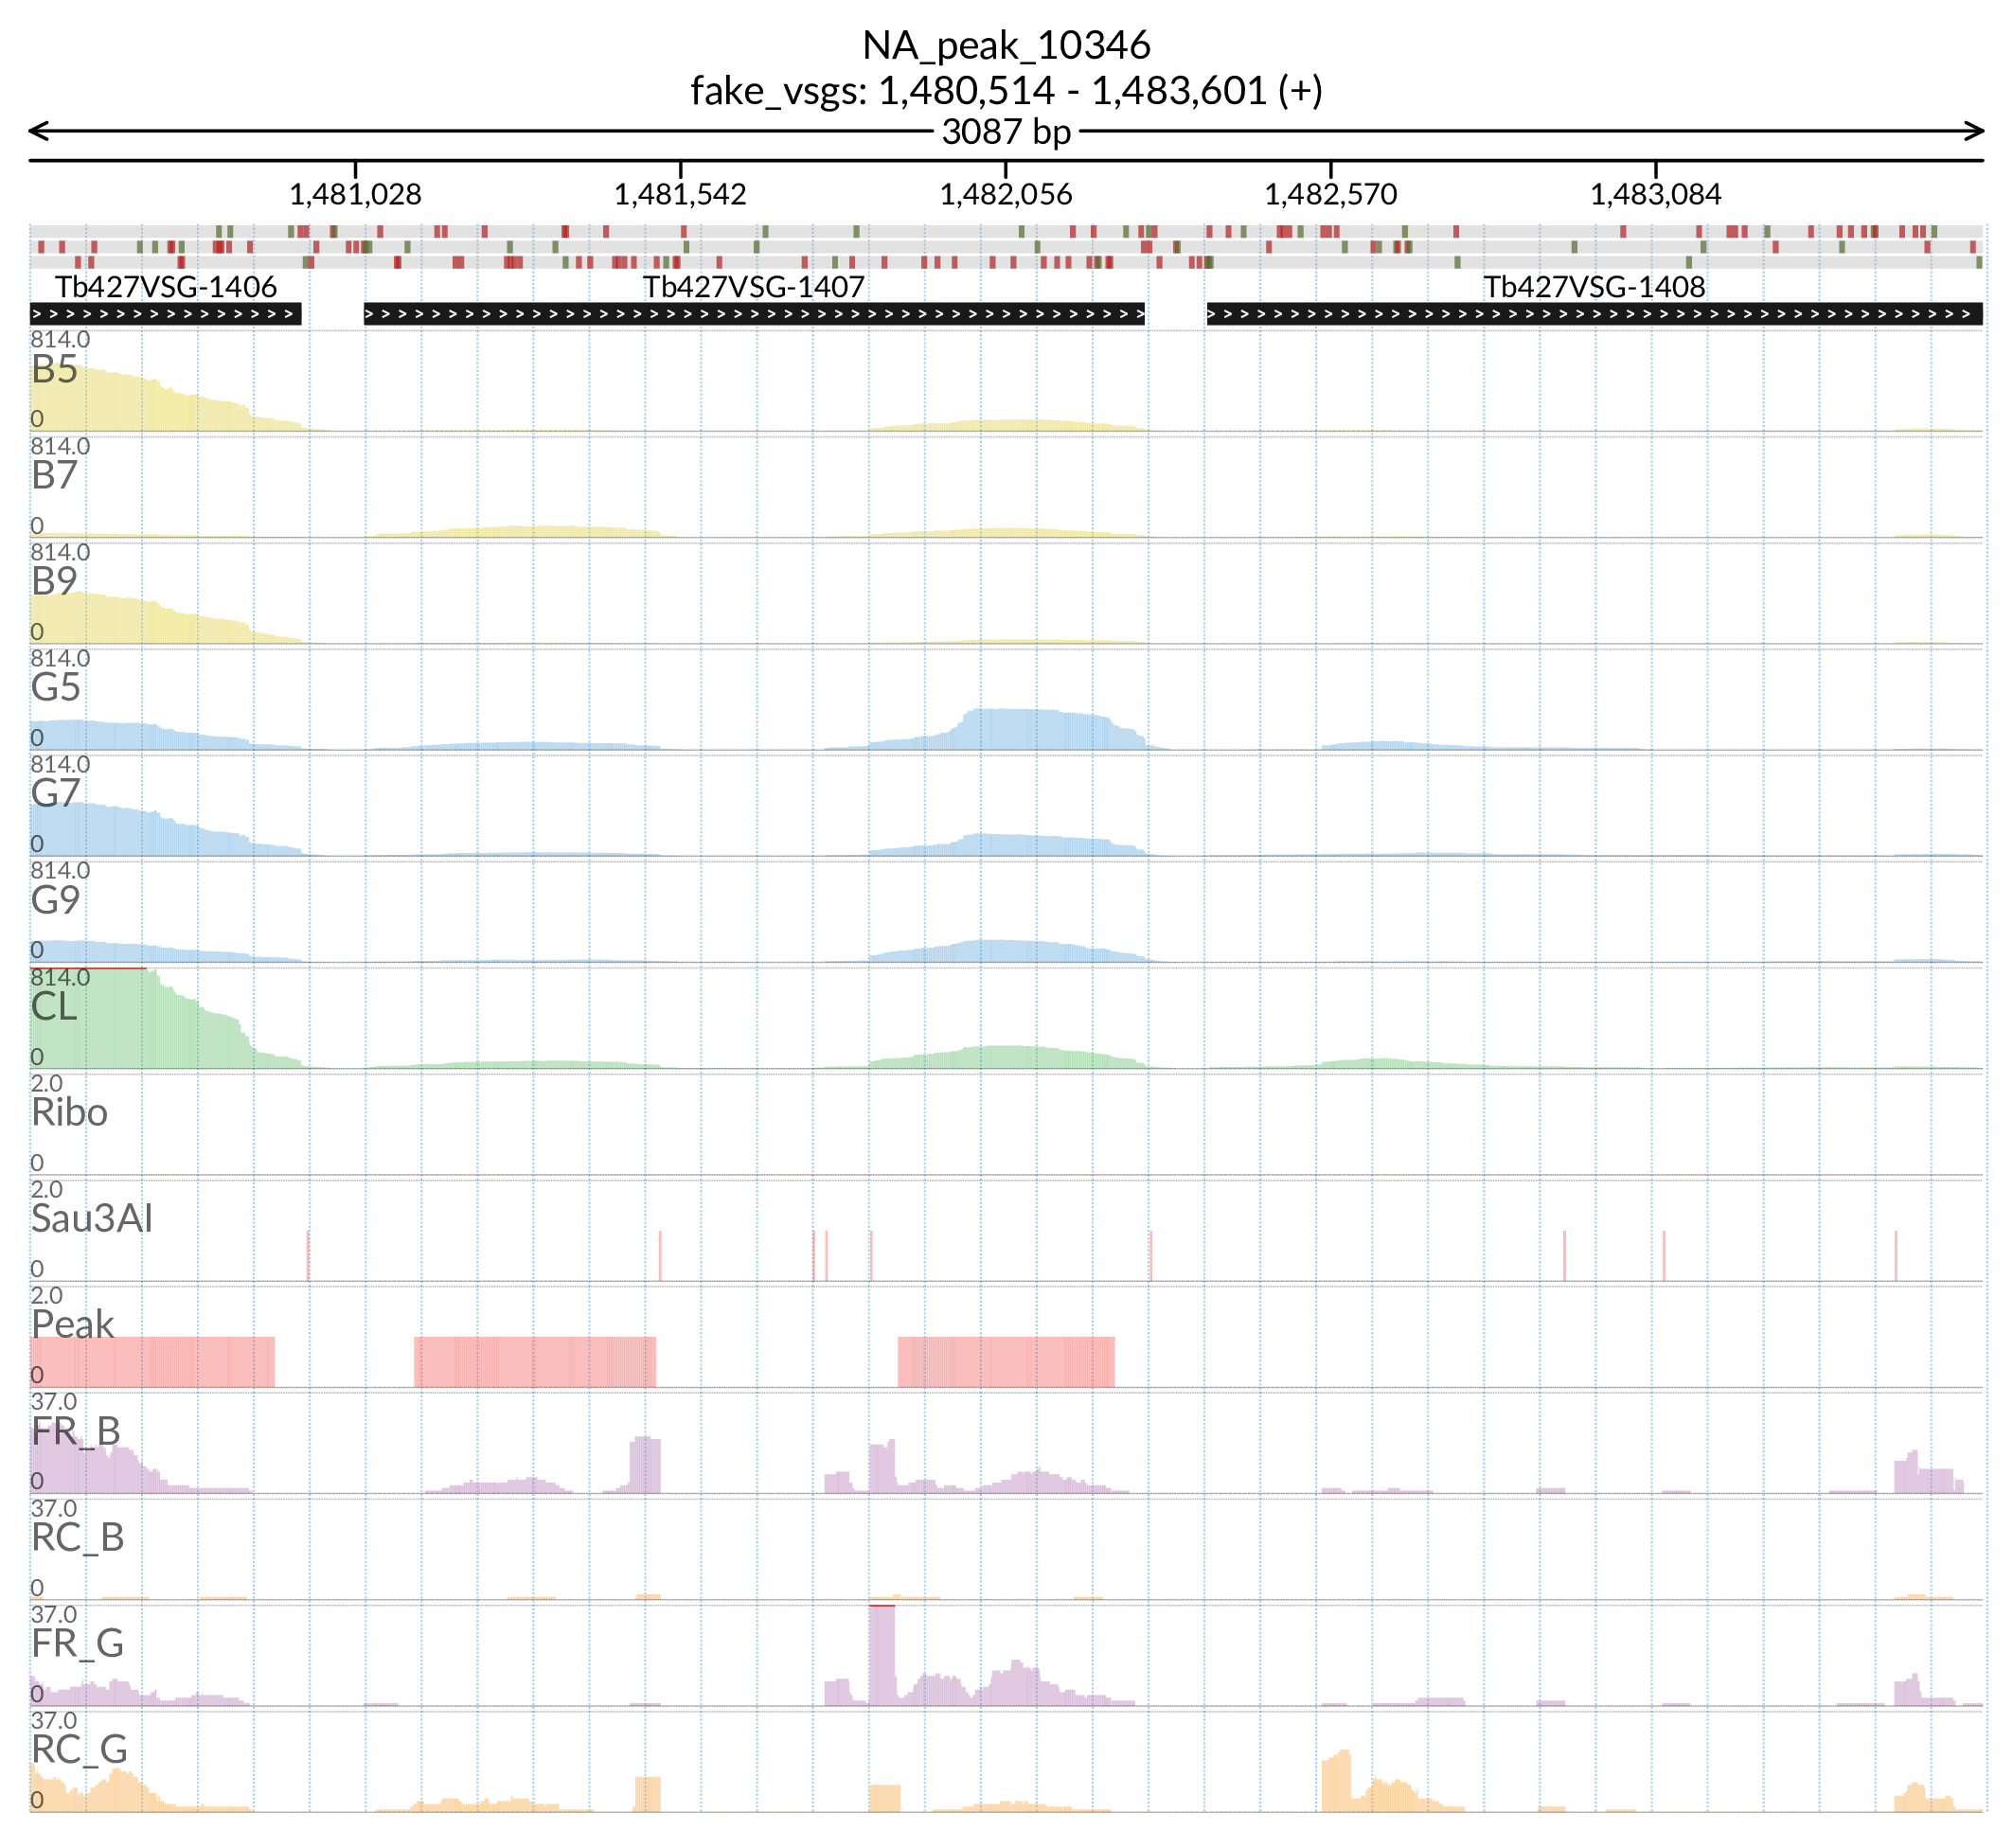 NA_peak_10346
fake_vsgs: 1,480,514 - 1,483,601 (+)
3087 bp
1,481,028 1,481,542 1,482,056 1,482,570 1,483,084
Tb427VSG-1406 Tb427VSG-1407 Tb427VSG-1408
814.0
B5
0
814.0
B7
0
814.0
B9
0
814.0
G5
0
814.0
G7
0
814.0
G9
0
814.0
CL
0
2.0
Ribo
0
2.0
Sau3AI
0
2.0
Peak
0
37.0
FR_B
0
37.0
RC_B
0
37.0
FR_G
0
37.0
RC_G
0